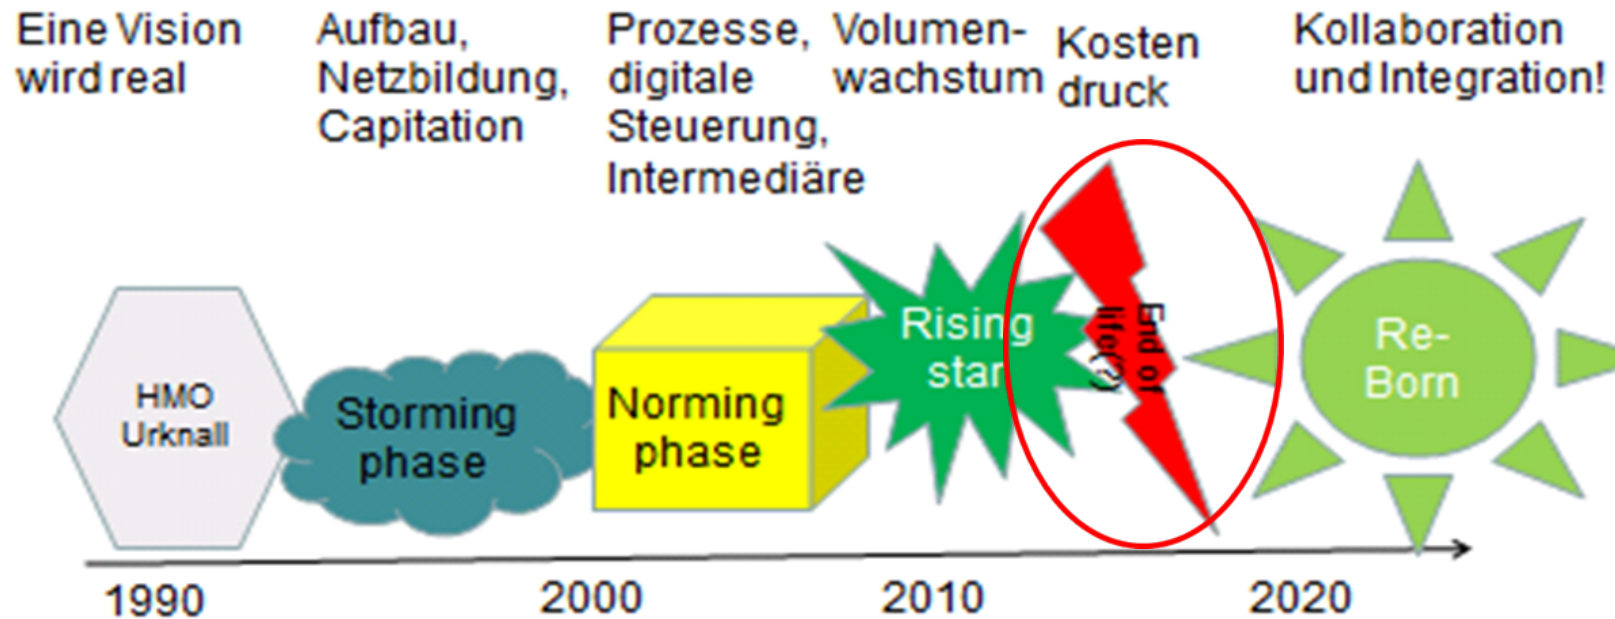 Eine Vision
wird real
Aufbau,
Netzbildung,
Capitation
Prozesse,
digitale
Steuerung,
Intermediäre
Volumen-
wachstum
Kosten
druck
Kollaboration
und Integration!
HMO
Urknall
Storming
phase
Norming
phase
Rising
star
End of
life(?)
Re-
Born
1990
2000
2010
2020